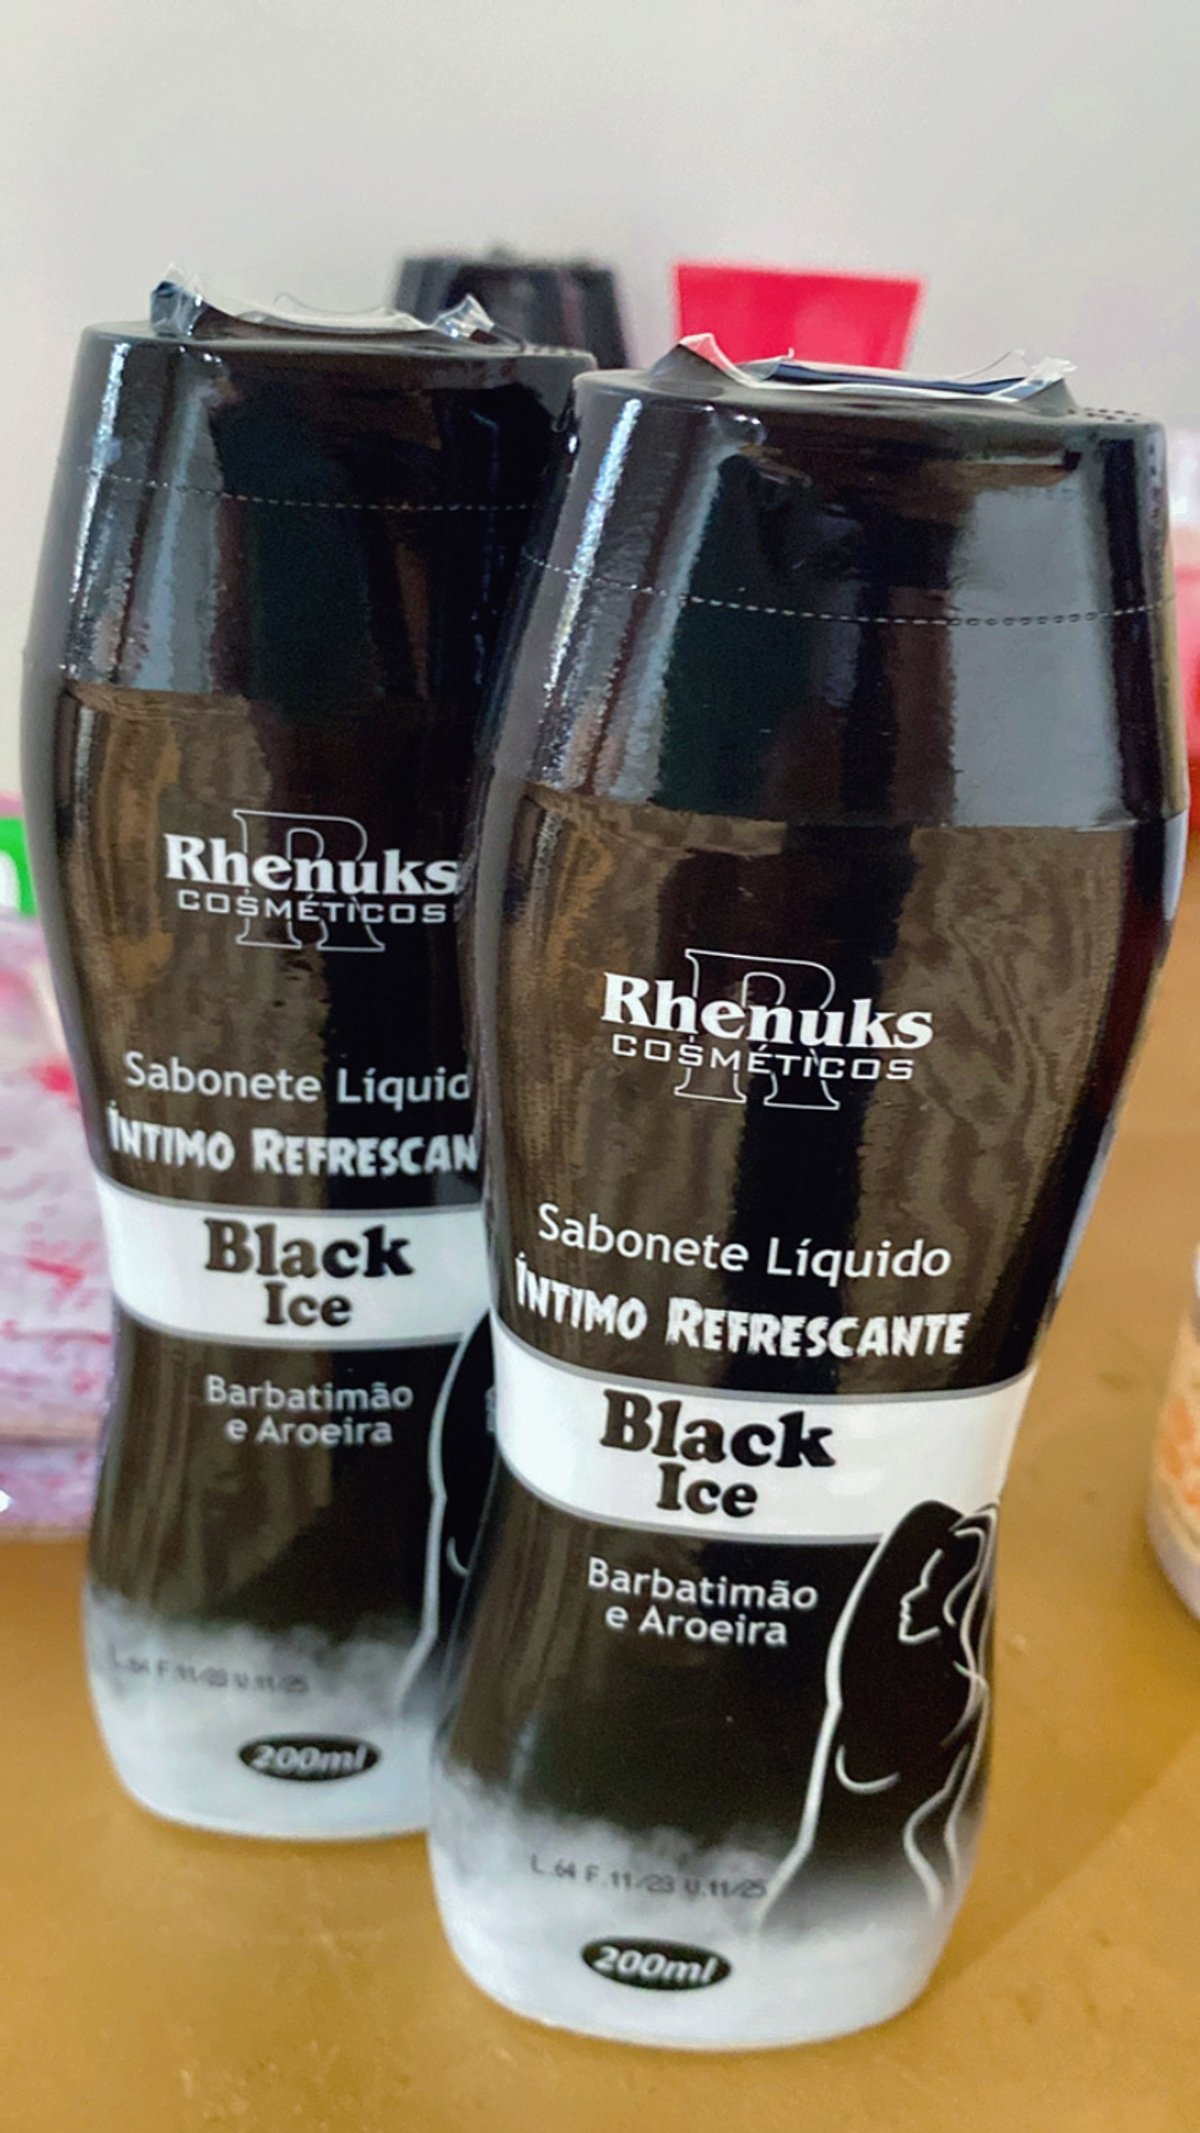 Rhenuks
COSMÉTICOS
Sabonete Líquid
ÍNTIMO REFRESCAN
Black
Ice
Barbatimão
e Aroeira
L.64 F.11/23 U.11/25
200ml
Rhenuks
COSMÉTICOS
Sabonete Líquido
ÍNTIMO REFRESCANTE
Black
Ice
Barbatimão
e Aroeira
L.64 F.11/23 U.11/25
200ml